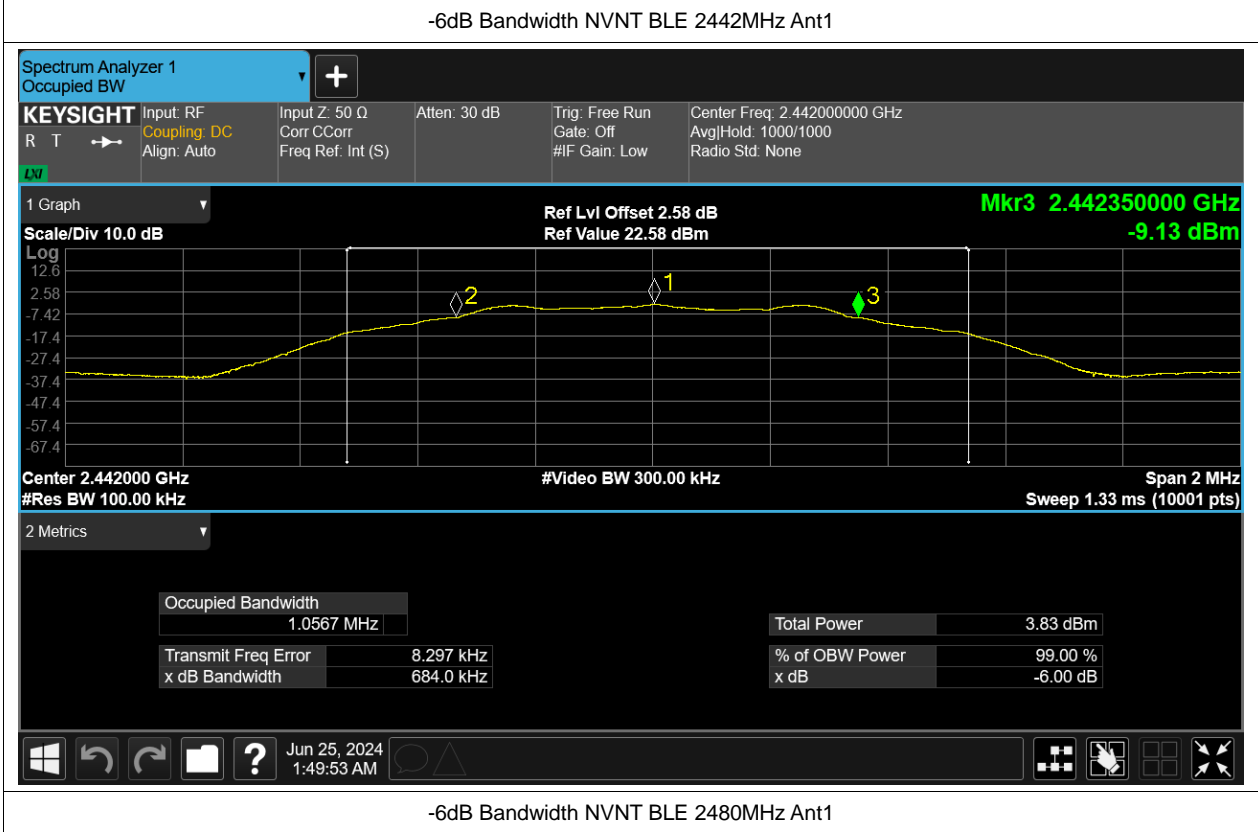 -6dB Bandwidth NVNT BLE 2442MHz Ant1
Spectrum Analyzer 1
Occupied BW
KEYSIGHT
R T
LXI
Input: RF
Coupling: DC
Align: Auto
Input Z: 50 Ω
Corr CCorr
Freq Ref: Int (S)
Atten: 30 dB
Trig: Free Run
Gate: Off
#IF Gain: Low
Center Freq: 2.442000000 GHz
Avg|Hold: 1000/1000
Radio Std: None
1 Graph
Scale/Div 10.0 dB
Ref Lvl Offset 2.58 dB
Ref Value 22.58 dBm
Mkr3 2.442350000 GHz
-9.13 dBm
Log
12.6
2.58
-7.42
-17.4
-27.4
-37.4
-47.4
-57.4
-67.4
2
1
3
Center 2.442000 GHz
#Res BW 100.00 kHz
#Video BW 300.00 kHz
Span 2 MHz
Sweep 1.33 ms (10001 pts)
2 Metrics
Occupied Bandwidth
1.0567 MHz
Transmit Freq Error 8.297 kHz
x dB Bandwidth 684.0 kHz
Total Power 3.83 dBm
% of OBW Power 99.00 %
x dB -6.00 dB
?
Jun 25, 2024
1:49:53 AM
-6dB Bandwidth NVNT BLE 2480MHz Ant1